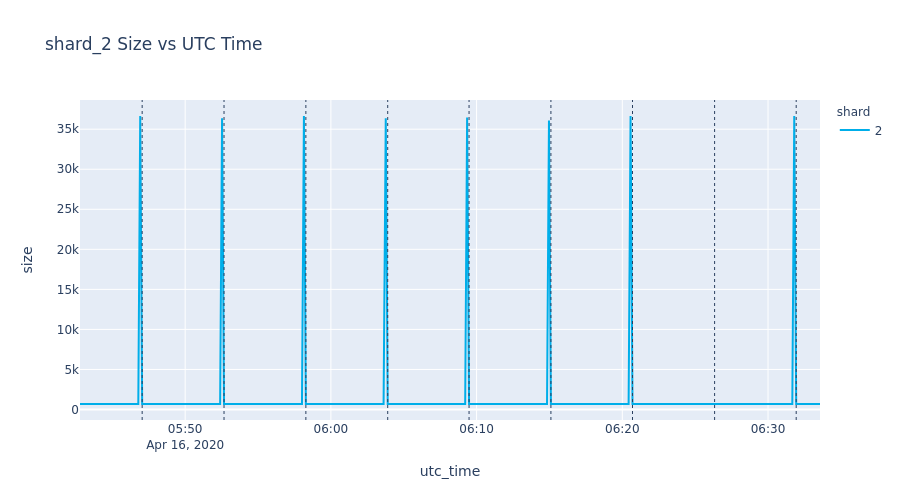 shard_2 Size vs UTC Time
shard
2
35k
30k
25k
20k
15k
10k
5k
0
size
05:50
06:00
06:10
06:20
06:30
Apr 16, 2020
utc_time